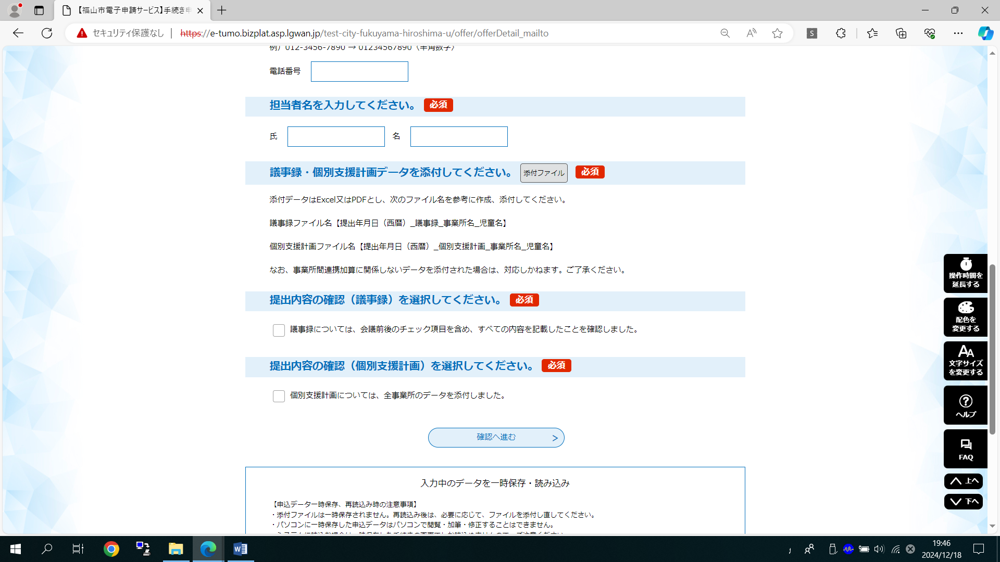 【福山市電子申請サービス】手続き申
セキュリティ保護なし
https://e-tumo.bizplat.asp.lgwan.jp/test-city-fukuyama-hiroshima-u/offer/offerDetail_mailto
例）012-3456-7890 → 01234567890（半角数字）
電話番号
担当者名を入力してください。 必須
氏 名
議事録・個別支援計画データを添付してください。 添付ファイル 必須
添付データはExcel又はPDFとし、次のファイル名を参考に作成、添付してください。
議事録ファイル名【提出年月日（西暦）_議事録_事業所名_児童名】
個別支援計画ファイル名【提出年月日（西暦）_個別支援計画_事業所名_児童名】
なお、事業所間連携加算に関係しないデータを添付された場合は、対応しかねます。ご了承ください。
提出内容の確認（議事録）を選択してください。 必須
議事録については、会議前後のチェック項目を含め、すべての内容を記載したことを確認しました。
提出内容の確認（個別支援計画）を選択してください。 必須
個別支援計画については、全事業所のデータを添付しました。
確認へ進む
入力中のデータを一時保存・読み込み
【申込データ一時保存、再読込み時の注意事項】
・添付ファイルは一時保存されません。再読込み後は、必要に応じて、ファイルを添付し直してください。
・パソコンに一時保存した申込データはパソコンで閲覧・加筆・修正することはできません。
操作時間を
延長する
配色を
変更する
文字サイズ
を変更する
ヘルプ
FAQ
上へ
下へ
19:46
2024/12/18